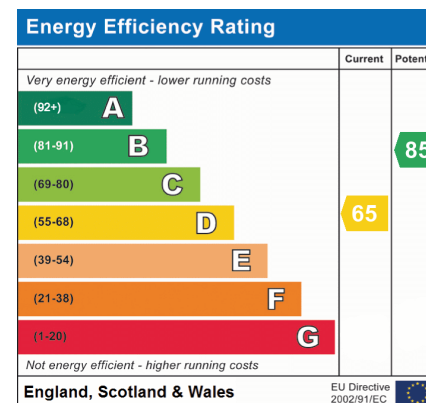 Energy Efficiency Rating
Current Potent
Very energy efficient - lower running costs
(92+) A
(81-91) B 85
(69-80) C
(55-68) D 65
(39-54) E
(21-38) F
(1-20) G
Not energy efficient - higher running costs
England, Scotland & Wales
EU Directive
2002/91/EC